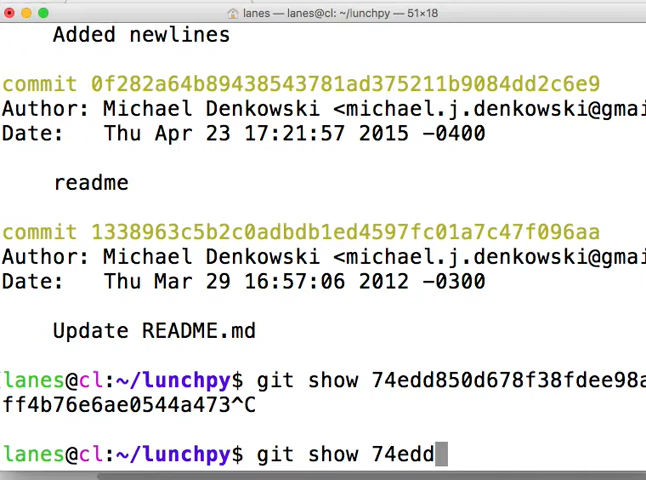 lanes — lanes@cl: ~/lunchpy — 51×18
Added newlines
commit 0f282a64b89438543781ad375211b9084dd2c6e9
Author: Michael Denkowski <michael.j.denkowski@gmai
Date: Thu Apr 23 17:21:57 2015 -0400
readme
commit 1338963c5b2c0adbdb1ed4597fc01a7c47f096aa
Author: Michael Denkowski <michael.j.denkowski@gmai
Date: Thu Mar 29 16:57:06 2012 -0300
Update README.md
lanes@cl:~/lunchpy$ git show 74edd850d678f38fdee98a
ff4b76e6ae0544a473^C
lanes@cl:~/lunchpy$ git show 74edd